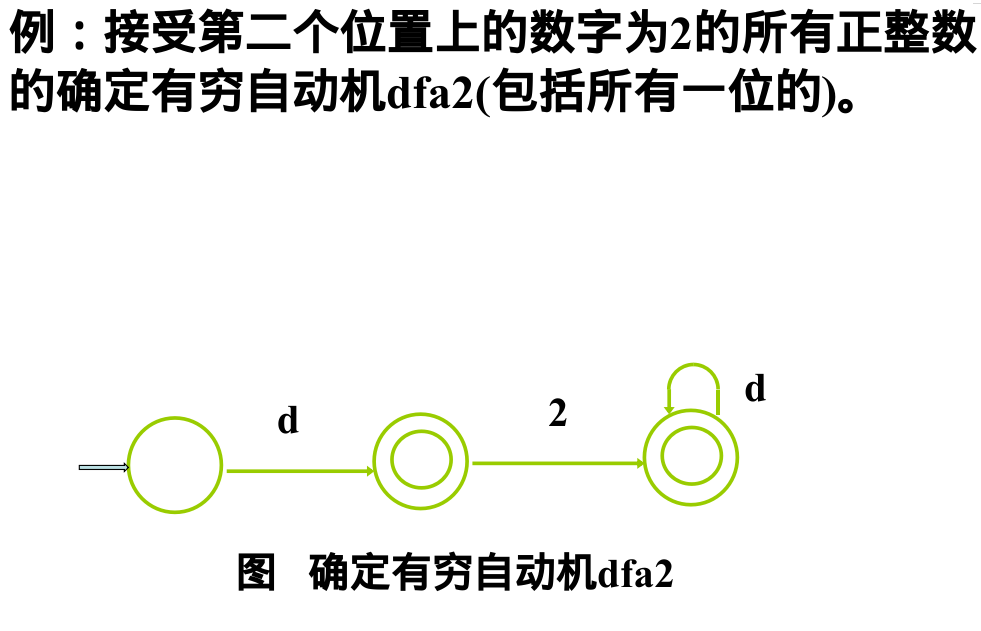 例：接受第二个位置上的数字为2的所有正整数
的确定有穷自动机dfa2(包括所有一位的)。
d
2
d
图 确定有穷自动机dfa2